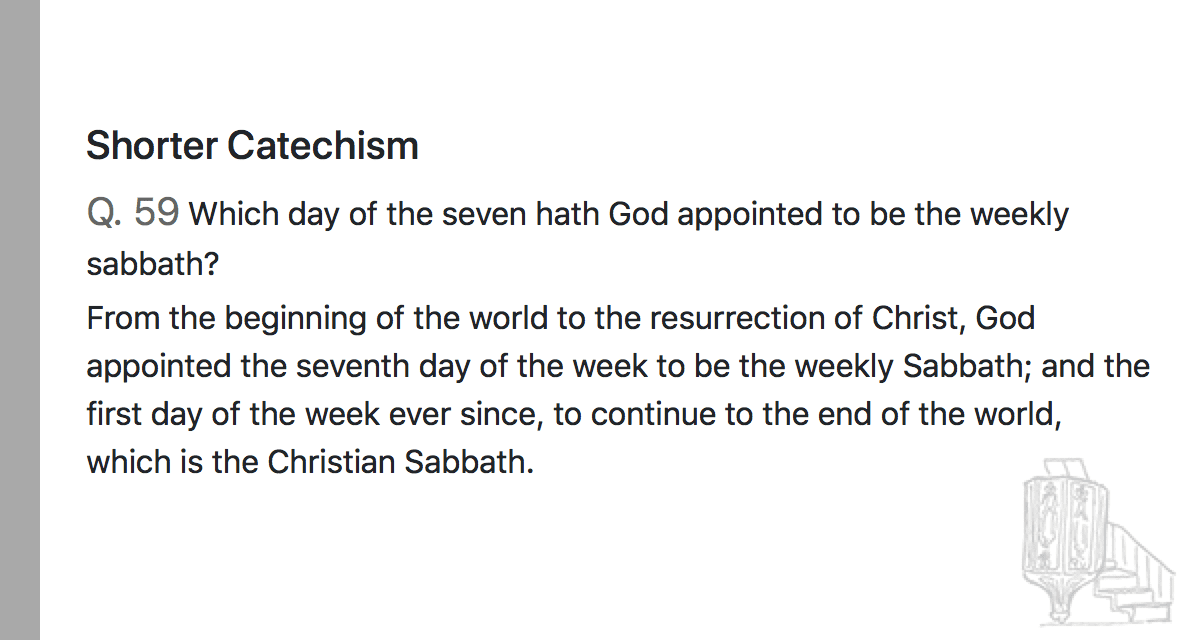 Shorter Catechism
Q. 59 Which day of the seven hath God appointed to be the weekly
sabbath?
From the beginning of the world to the resurrection of Christ, God
appointed the seventh day of the week to be the weekly Sabbath; and the
first day of the week ever since, to continue to the end of the world,
which is the Christian Sabbath.